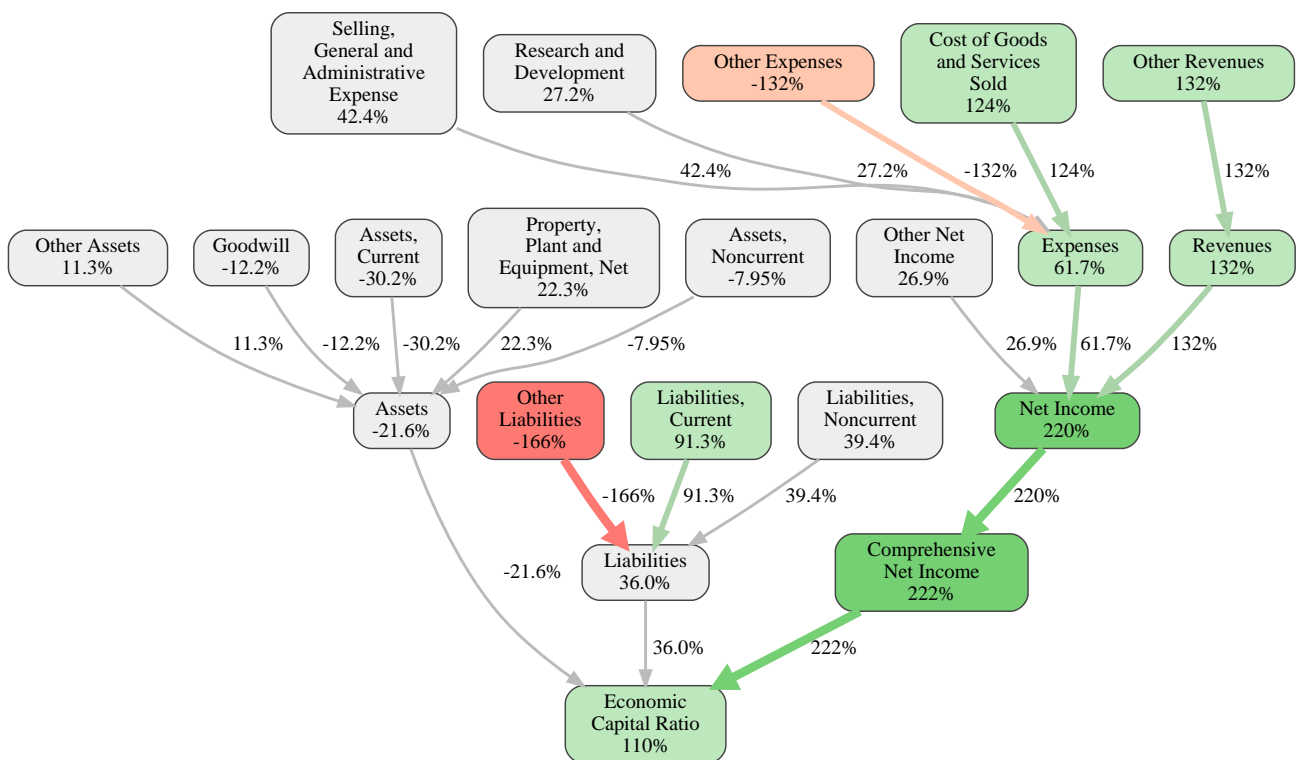 Selling,
General and
Administrative
Expense
42.4%
Research and
Development
27.2%
Other Expenses
-132%
Cost of Goods
and Services
Sold
124%
Other Revenues
132%
42.4%
27.2%
-132%
124%
132%
Other Assets
11.3%
Goodwill
-12.2%
Assets,
Current
-30.2%
Property,
Plant and
Equipment, Net
22.3%
Assets,
Noncurrent
-7.95%
Other Net
Income
26.9%
Expenses
61.7%
Revenues
132%
11.3%
-12.2%
-30.2%
22.3%
-7.95%
26.9%
61.7%
132%
Assets
-21.6%
Other
Liabilities
-166%
Liabilities,
Current
91.3%
Liabilities,
Noncurrent
39.4%
Net Income
220%
-166%
91.3%
39.4%
220%
-21.6%
Liabilities
36.0%
Comprehensive
Net Income
222%
36.0%
222%
Economic
Capital Ratio
110%